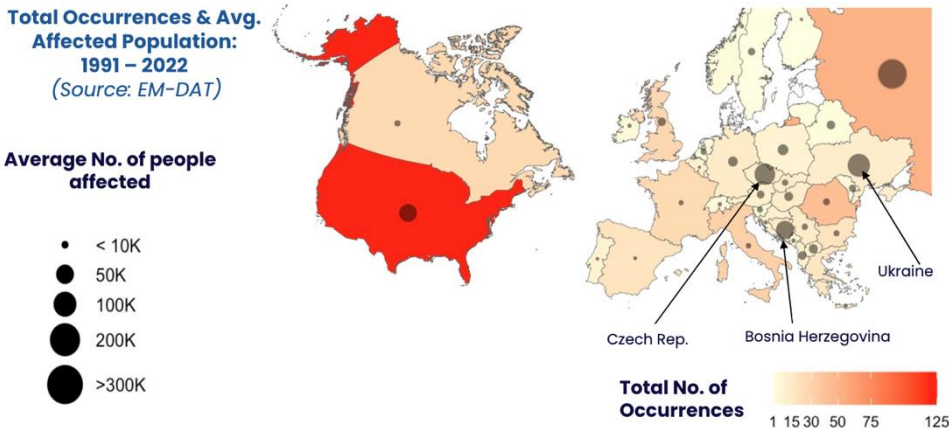 Total Occurrences & Avg.
Affected Population:
1991 – 2022
(Source: EM-DAT)
Average No. of people
affected
< 10K
50K
100K
200K
>300K
Ukraine
Czech Rep.
Bosnia Herzegovina
Total No. of
Occurrences
1 15 30 50 75 125